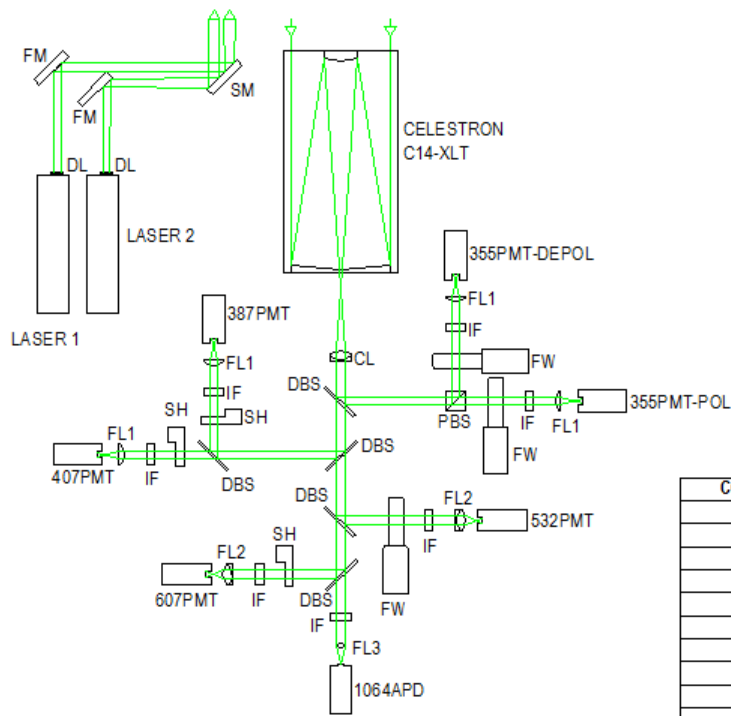 FM
FM
SM
DL
DL
LASER 2
LASER 1
CELESTRON
C14-XLT
355PMT-DEPOL
FL1
IF
FW
387PMT
FL1
IF
SH
SH
FL1
407PMT
IF
DBS
CL
DBS
PBS
IF
FL1
355PMT-POL
FW
DBS
DBS
FL2
532PMT
IF
FW
SH
FL2
607PMT
IF
DBS
IF
FL3
1064APD
C